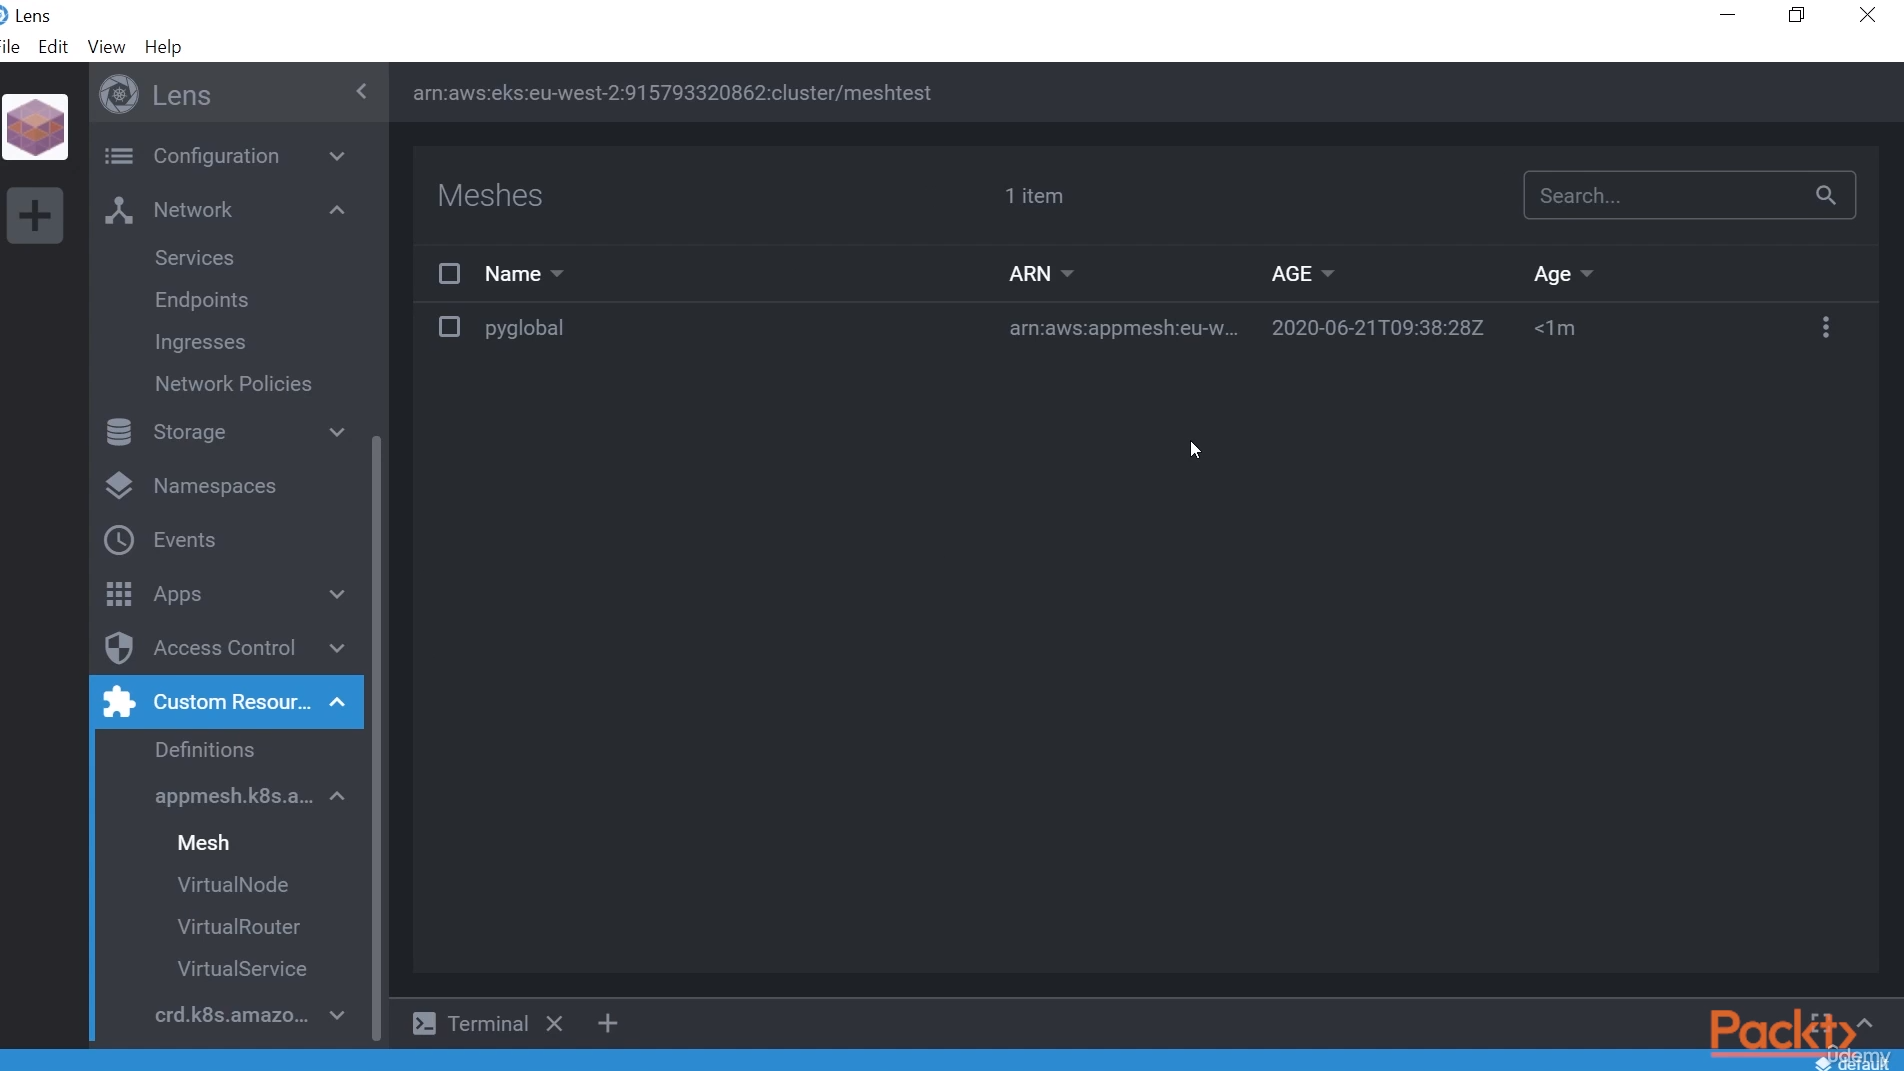 Lens
ile Edit View Help
Lens
arn:aws:eks:eu-west-2:915793320862:cluster/meshtest
Configuration
Network
Services
Endpoints
Ingresses
Network Policies
Storage
Namespaces
Events
Apps
Access Control
Custom Resour...
Definitions
appmesh.k8s.a...
Mesh
VirtualNode
VirtualRouter
VirtualService
crd.k8s.amazo...
Meshes 1 item Search...
Name ARN AGE Age
pyglobal arn:aws:appmesh:eu-w... 2020-06-21T09:38:28Z <1m
Terminal
Packt
ûdemy
default